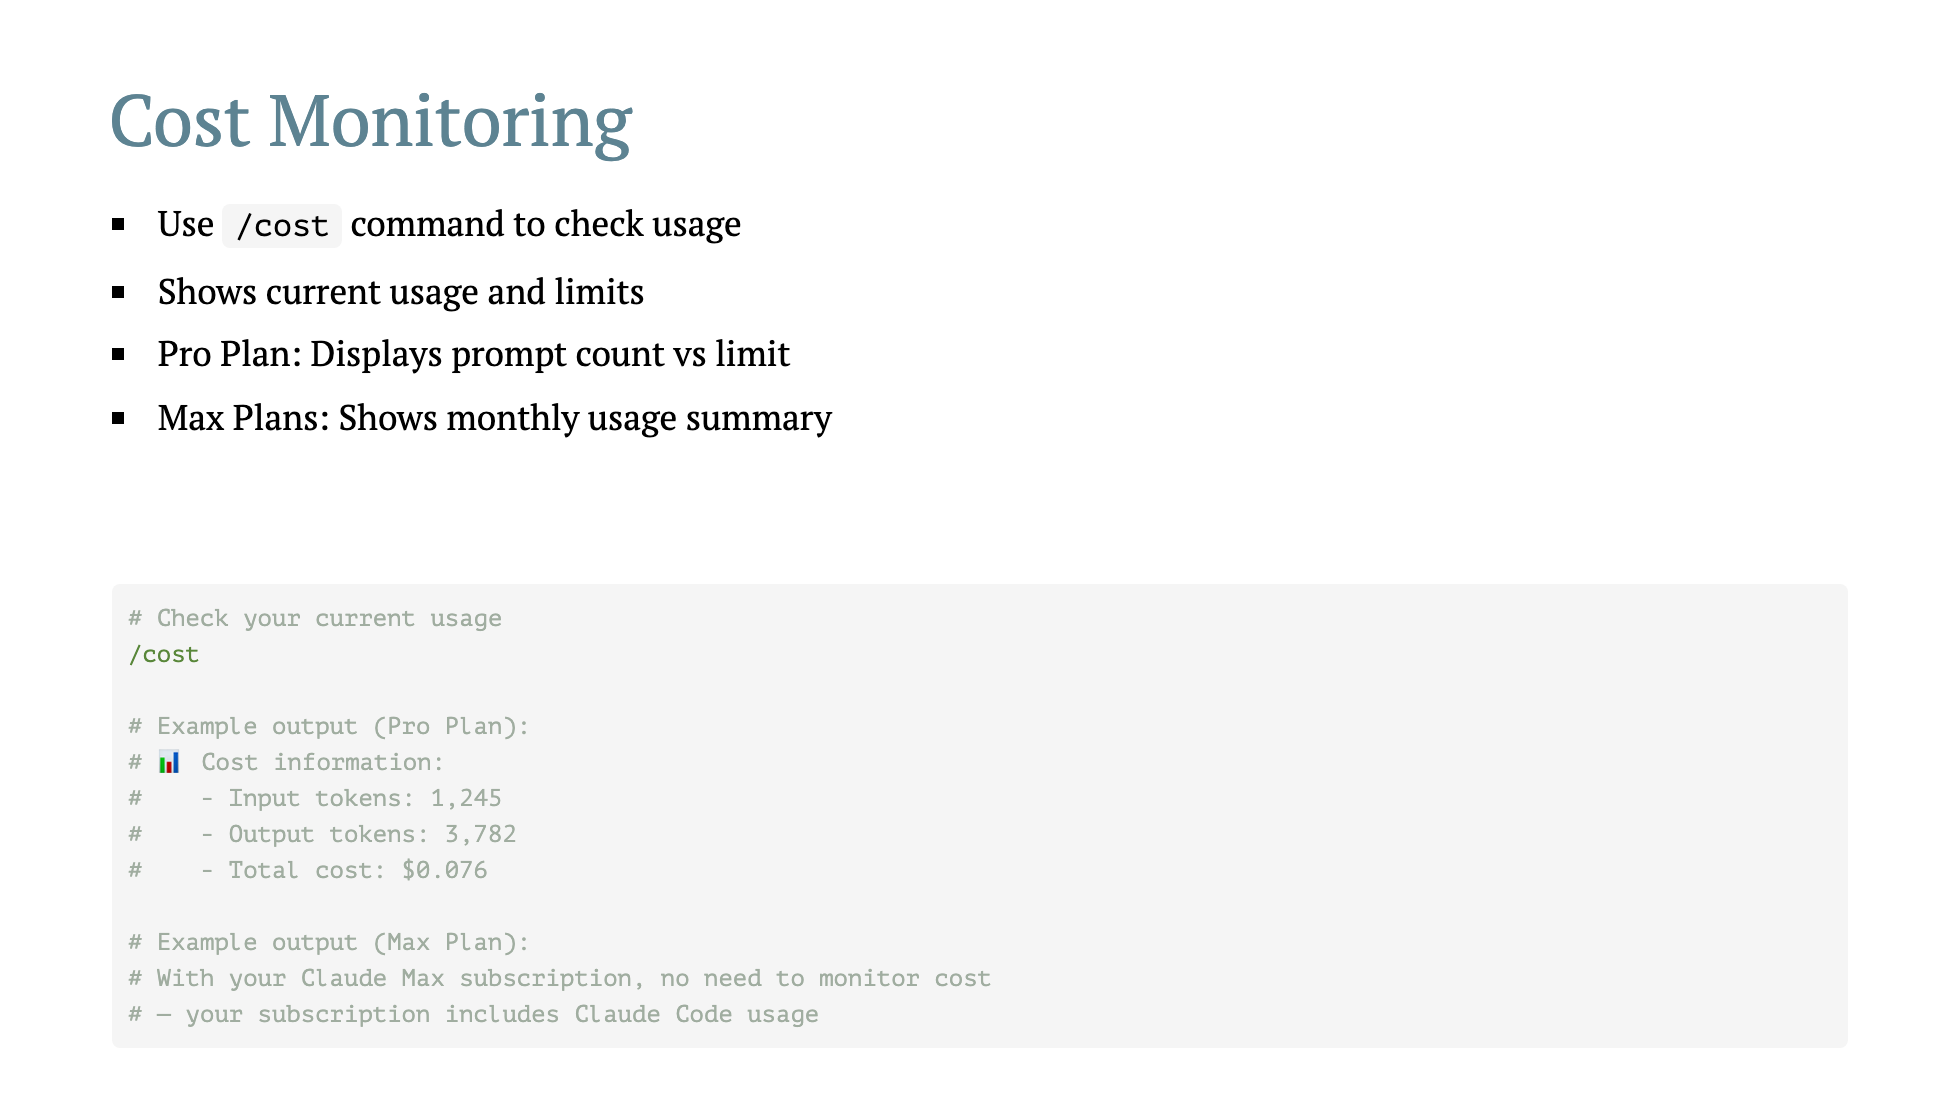 Cost Monitoring
▪ Use /cost command to check usage
▪ Shows current usage and limits
▪ Pro Plan: Displays prompt count vs limit
▪ Max Plans: Shows monthly usage summary
# Check your current usage
/cost
# Example output (Pro Plan):
# 📊 Cost information:
#    - Input tokens: 1,245
#    - Output tokens: 3,782
#    - Total cost: $0.076
# Example output (Max Plan):
# With your Claude Max subscription, no need to monitor cost
# — your subscription includes Claude Code usage